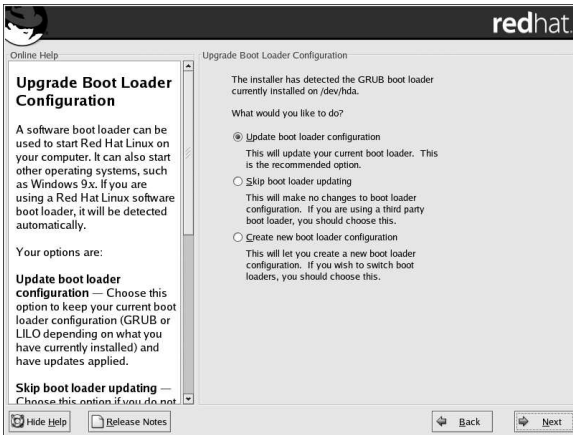 redhat.
Online Help
Upgrade Boot Loader Configuration
Upgrade Boot Loader
Configuration
A software boot loader can be
used to start Red Hat Linux on
your computer. It can also start
other operating systems, such
as Windows 9x. If you are
using a Red Hat Linux software
boot loader, it will be detected
automatically.
Your options are:
Update boot loader
configuration — Choose this
option to keep your current boot
loader configuration (GRUB or
LILO depending on what you
have currently installed) and
have updates applied.
Skip boot loader updating —
Choose this option if you do not
The installer has detected the GRUB boot loader
currently installed on /dev/hda.
What would you like to do?
Update boot loader configuration
This will update your current boot loader. This
is the recommended option.
Skip boot loader updating
This will make no changes to boot loader
configuration. If you are using a third party
boot loader, you should choose this.
Create new boot loader configuration
This will let you create a new boot loader
configuration. If you wish to switch boot
loaders, you should choose this.
Hide Help
Release Notes
Back
Next